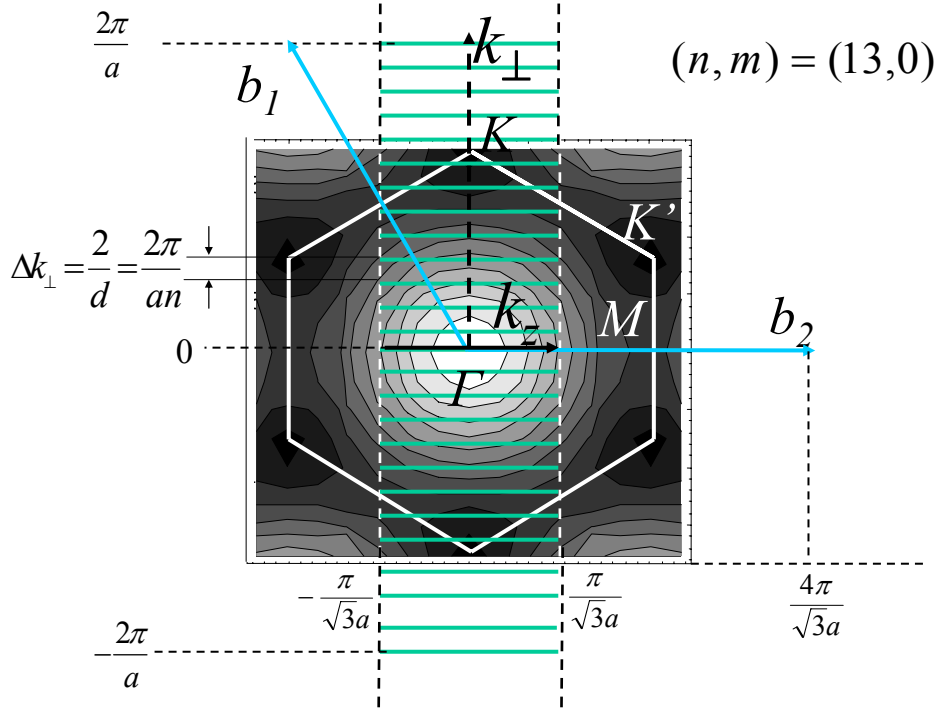 2π/a
k⊥
(n,m) = (13,0)
b1
K
K’
Δk⊥ = 2/d = 2π/an
kz
M
b2
0
Γ
-π/√3a
π/√3a
4π/√3a
-2π/a